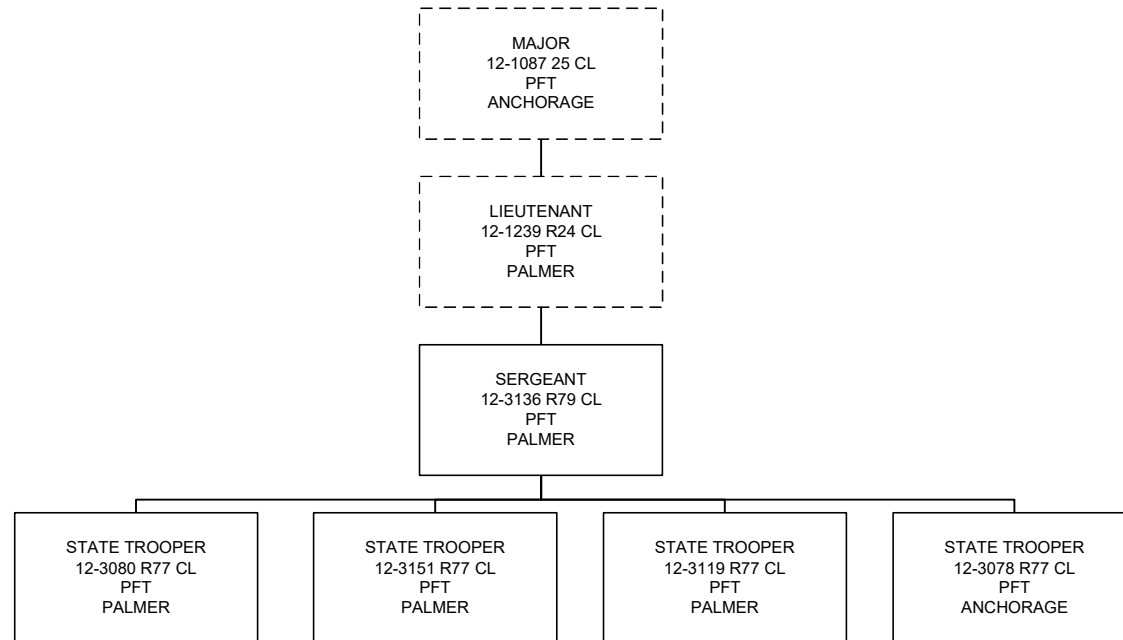 MAJOR
12-1087 25 CL
PFT
ANCHORAGE
LIEUTENANT
12-1239 R24 CL
PFT
PALMER
SERGEANT
12-3136 R79 CL
PFT
PALMER
STATE TROOPER
12-3080 R77 CL
PFT
PALMER
STATE TROOPER
12-3151 R77 CL
PFT
PALMER
STATE TROOPER
12-3119 R77 CL
PFT
PALMER
STATE TROOPER
12-3078 R77 CL
PFT
ANCHORAGE